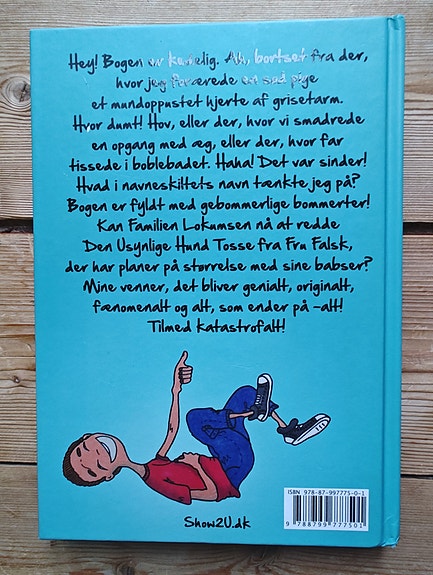 Hey! Bogen er kedelig. Ah, bortset fra der,
hvor jeg forærede en sød pige
et mundoppustet hjerte af grisetarm.
Hvor dumt! Hov, eller der, hvor vi smadrede
en opgang med æg, eller der, hvor far
tissede i boblebadet. Haha! Det var sinder!
Hvad i navneskiltets navn tænkte jeg på?
Bogen er fyldt med gebommerlige bommerter!
Kan Familien Lokumsen nå at redde
Den Usynlige Hund Tosse fra Fru Falsk,
der har planer på størrelse med sine babser?
Mine venner, det bliver genialt, originalt,
fænomenalt og alt, som ender på -alt!
Tilmed katastrofalt!
Show2U.dk
ISBN 978-87-997775-0-1
9 788799 777501